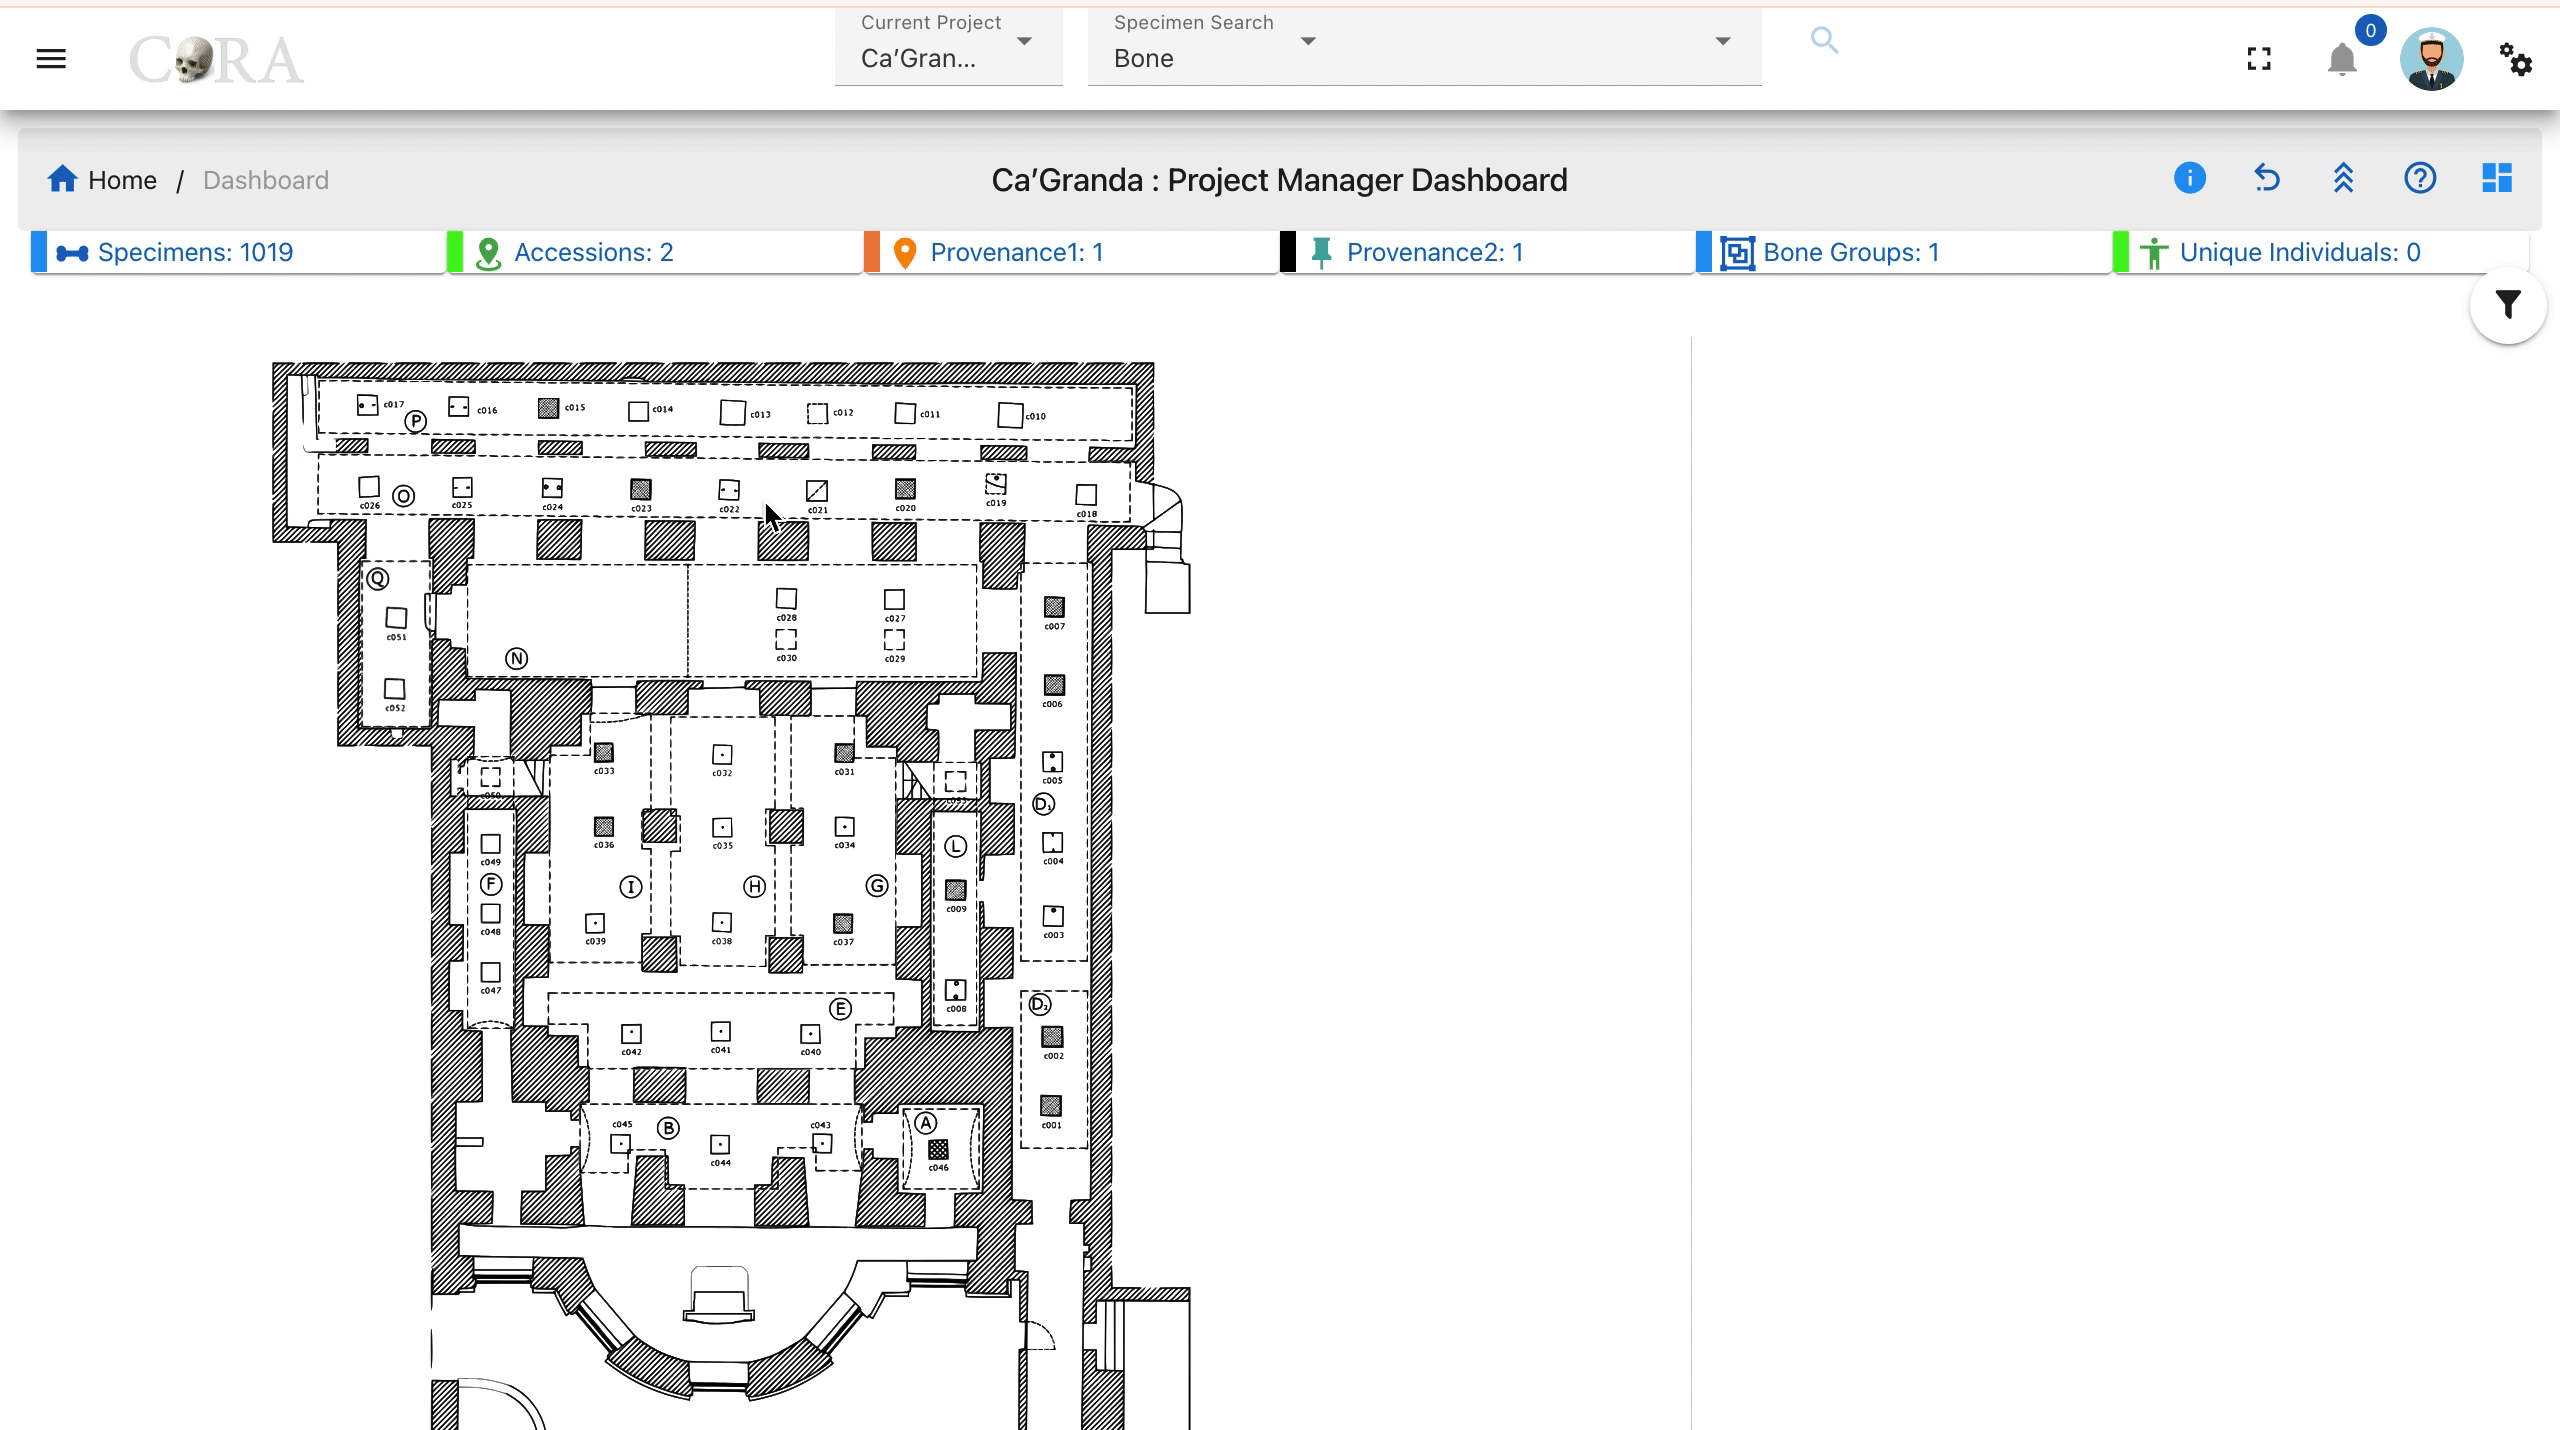 Current Project
Specimen Search
0
CORA
Ca'Gran...
Bone
Home / Dashboard
Ca'Granda : Project Manager Dashboard
Specimens: 1019
Accessions: 2
Provenance1: 1
Provenance2: 1
Bone Groups: 1
Unique Individuals: 0
c017
P
c016
c015
c014
c013
c012
c011
c010
c026
O
c025
c024
c023
c022
c021
c020
c019
c018
Q
c051
c052
N
c028
c027
c030
c029
c007
c006
c005
D₁
c004
c003
c033
c032
c031
c050
c053
c036
c035
c034
c049
F
c048
c047
I
H
G
L
c009
c008
c039
c038
c037
E
c042
c041
c040
D₂
c002
c001
c045
B
c043
c044
A
c046